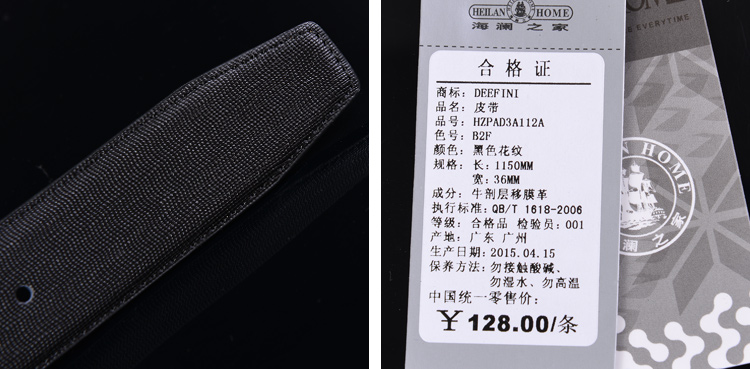 HEILAN HOME
海澜之家
合格证
商标: DEEFINI
品名: 皮带
品号: HZPAD3A112A
色号: B2F
颜色: 黑色花纹
规格: 长: 1150MM
宽: 36MM
成分: 牛剖层移膜革
执行标准: QB/T 1618-2006
等级: 合格品 检验员: 001
产地: 广东 广州
生产日期: 2015.04.15
保养方法: 勿接触酸碱、
勿湿水、勿高温
中国统一零售价:
¥128.00/条
EVERYTIME
HOME
澜之家